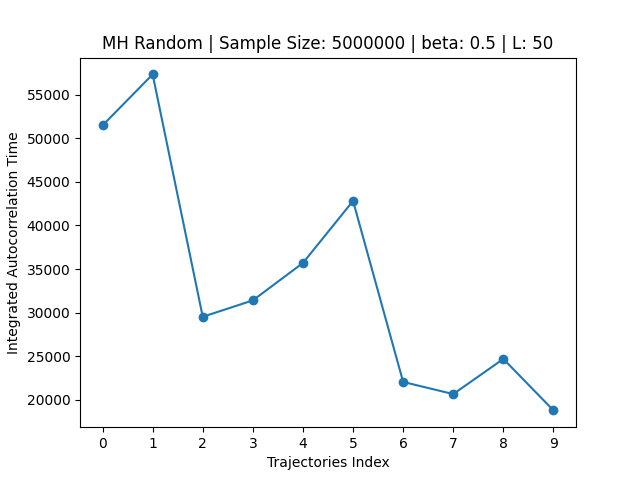 MH Random | Sample Size: 5000000 | beta: 0.5 | L: 50
Integrated Autocorrelation Time
55000
50000
45000
40000
35000
30000
25000
20000
0 1 2 3 4 5 6 7 8 9
Trajectories Index